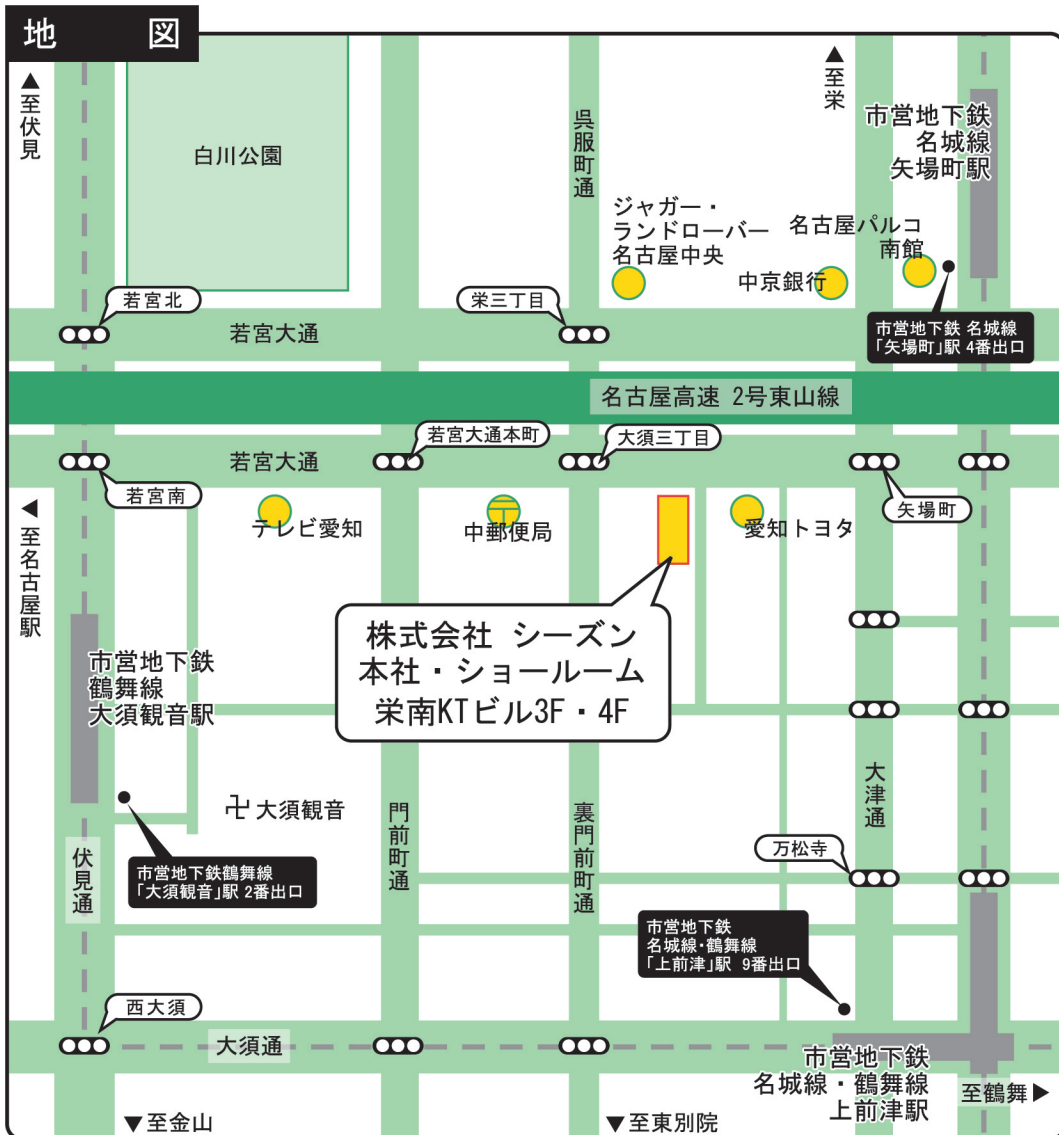 地 図
▲至伏見
白川公園
呉服町通
▲至栄
市営地下鉄
名城線
矢場町駅
ジャガー・
ランドローバー
名古屋中央
名古屋パルコ
南館
中京銀行
若宮北
栄三丁目
若宮大通
市営地下鉄 名城線
「矢場町」駅 4番出口
名古屋高速 2号東山線
若宮大通本町
大須三丁目
若宮大通
若宮南
矢場町
▲至名古屋駅
テレビ愛知
〒
中郵便局
愛知トヨタ
株式会社 シーズン
本社・ショールーム
栄南KTビル3F・4F
市営地下鉄
鶴舞線
大須観音駅
卍 大須観音
門前町通
裏門前町通
大津通
市営地下鉄鶴舞線
「大須観音」駅 2番出口
伏見通
万松寺
市営地下鉄
名城線・鶴舞線
「上前津」駅 9番出口
西大須
大須通
市営地下鉄
名城線・鶴舞線
上前津駅
至鶴舞▶
▼至金山
▼至東別院